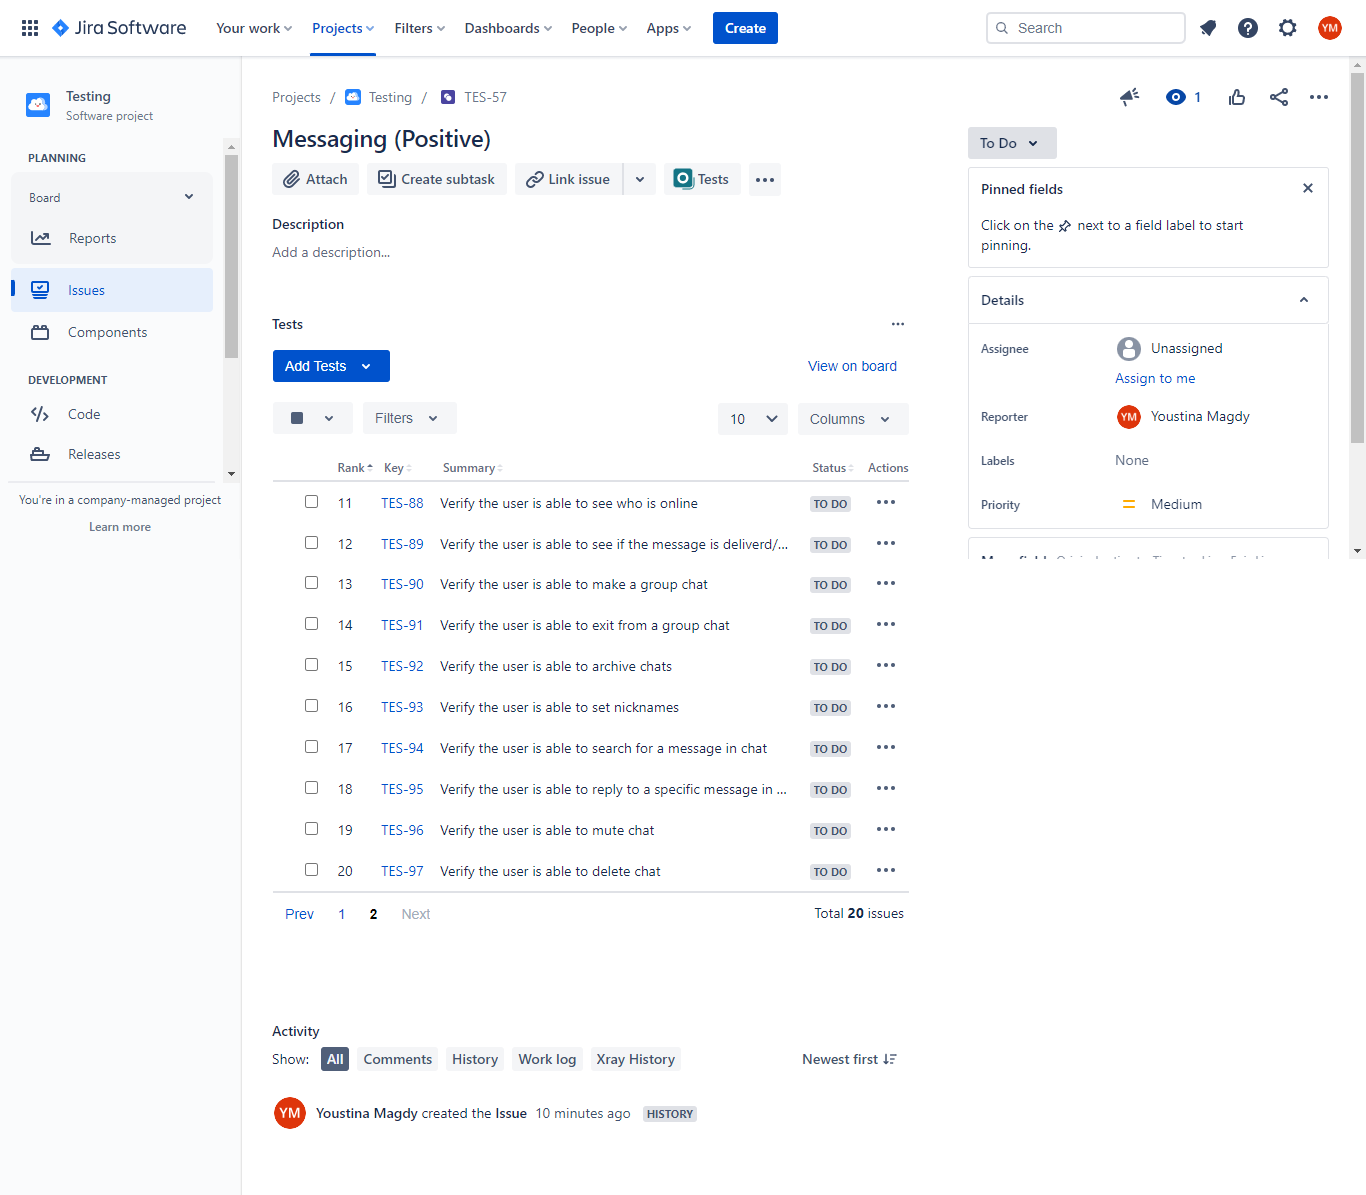 Jira Software Your work Projects Filters Dashboards People Apps Create Search YM
Testing
Software project
PLANNING
Board
Reports
Issues
Components
DEVELOPMENT
Code
Releases
You're in a company-managed project
Learn more
Projects / Testing / TES-57
1
Messaging (Positive)
Attach Create subtask Link issue Tests
Description
Add a description...
Tests
Add Tests View on board
Filters 10 Columns
Rank Key Summary Status Actions
11 TES-88 Verify the user is able to see who is online TO DO
12 TES-89 Verify the user is able to see if the message is deliverd/... TO DO
13 TES-90 Verify the user is able to make a group chat TO DO
14 TES-91 Verify the user is able to exit from a group chat TO DO
15 TES-92 Verify the user is able to archive chats TO DO
16 TES-93 Verify the user is able to set nicknames TO DO
17 TES-94 Verify the user is able to search for a message in chat TO DO
18 TES-95 Verify the user is able to reply to a specific message in ... TO DO
19 TES-96 Verify the user is able to mute chat TO DO
20 TES-97 Verify the user is able to delete chat TO DO
Prev 1 2 Next Total 20 issues
Activity
Show: All Comments History Work log Xray History Newest first
YM Youstina Magdy created the Issue 10 minutes ago HISTORY
To Do
Pinned fields
Click on the next to a field label to start
pinning.
Details
Assignee Unassigned
Assign to me
Reporter YM Youstina Magdy
Labels None
Priority Medium